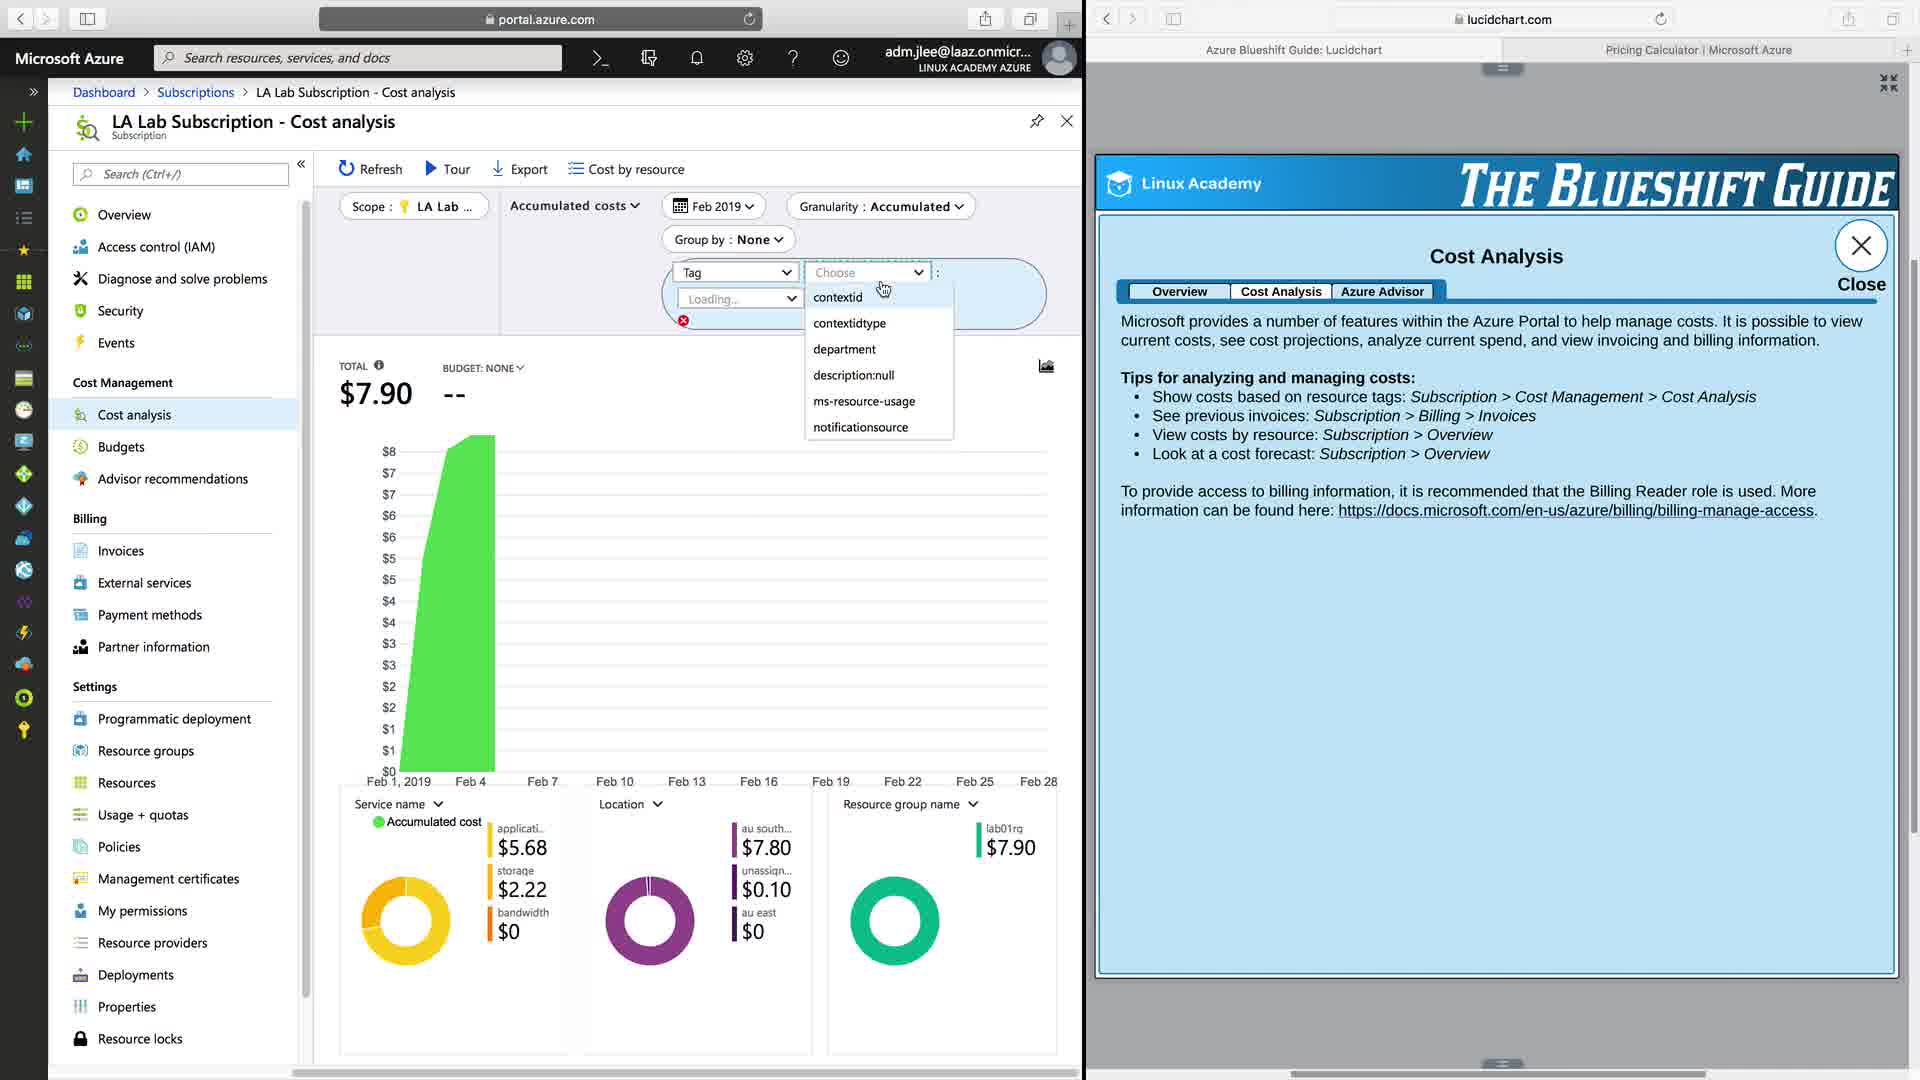 portal.azure.com
Microsoft Azure
Search resources, services, and docs
adm.jlee@laaz.onmicr...
LINUX ACADEMY AZURE
Dashboard > Subscriptions > LA Lab Subscription - Cost analysis
LA Lab Subscription - Cost analysis
Subscription
Search (Ctrl+/)
Overview
Access control (IAM)
Diagnose and solve problems
Security
Events
Cost Management
Cost analysis
Budgets
Advisor recommendations
Billing
Invoices
External services
Payment methods
Partner information
Settings
Programmatic deployment
Resource groups
Resources
Usage + quotas
Policies
Management certificates
My permissions
Resource providers
Deployments
Properties
Resource locks
Refresh
Tour
Export
Cost by resource
Scope : LA Lab ...
Accumulated costs
Feb 2019
Granularity : Accumulated
Group by : None
Tag
Choose
:
Loading...
contextid
contextidtype
department
description:null
ms-resource-usage
notificationsource
TOTAL
$7.90
BUDGET: NONE
--
$8
$7
$7
$6
$6
$5
$5
$4
$4
$3
$3
$2
$2
$1
$1
$0
Feb 1, 2019
Feb 4
Feb 7
Feb 10
Feb 13
Feb 16
Feb 19
Feb 22
Feb 25
Feb 28
Service name
Accumulated cost
applicati...
$5.68
storage
$2.22
bandwidth
$0
Location
au south...
$7.80
unassign...
$0.10
au east
$0
Resource group name
lab01rg
$7.90
lucidchart.com
Azure Blueshift Guide: Lucidchart
Pricing Calculator | Microsoft Azure
Linux Academy
THE BLUESHIFT GUIDE
Cost Analysis
Close
Overview
Cost Analysis
Azure Advisor
Microsoft provides a number of features within the Azure Portal to help manage costs. It is possible to view
current costs, see cost projections, analyze current spend, and view invoicing and billing information.
Tips for analyzing and managing costs:
• Show costs based on resource tags: Subscription > Cost Management > Cost Analysis
• See previous invoices: Subscription > Billing > Invoices
• View costs by resource: Subscription > Overview
• Look at a cost forecast: Subscription > Overview
To provide access to billing information, it is recommended that the Billing Reader role is used. More
information can be found here: https://docs.microsoft.com/en-us/azure/billing/billing-manage-access.